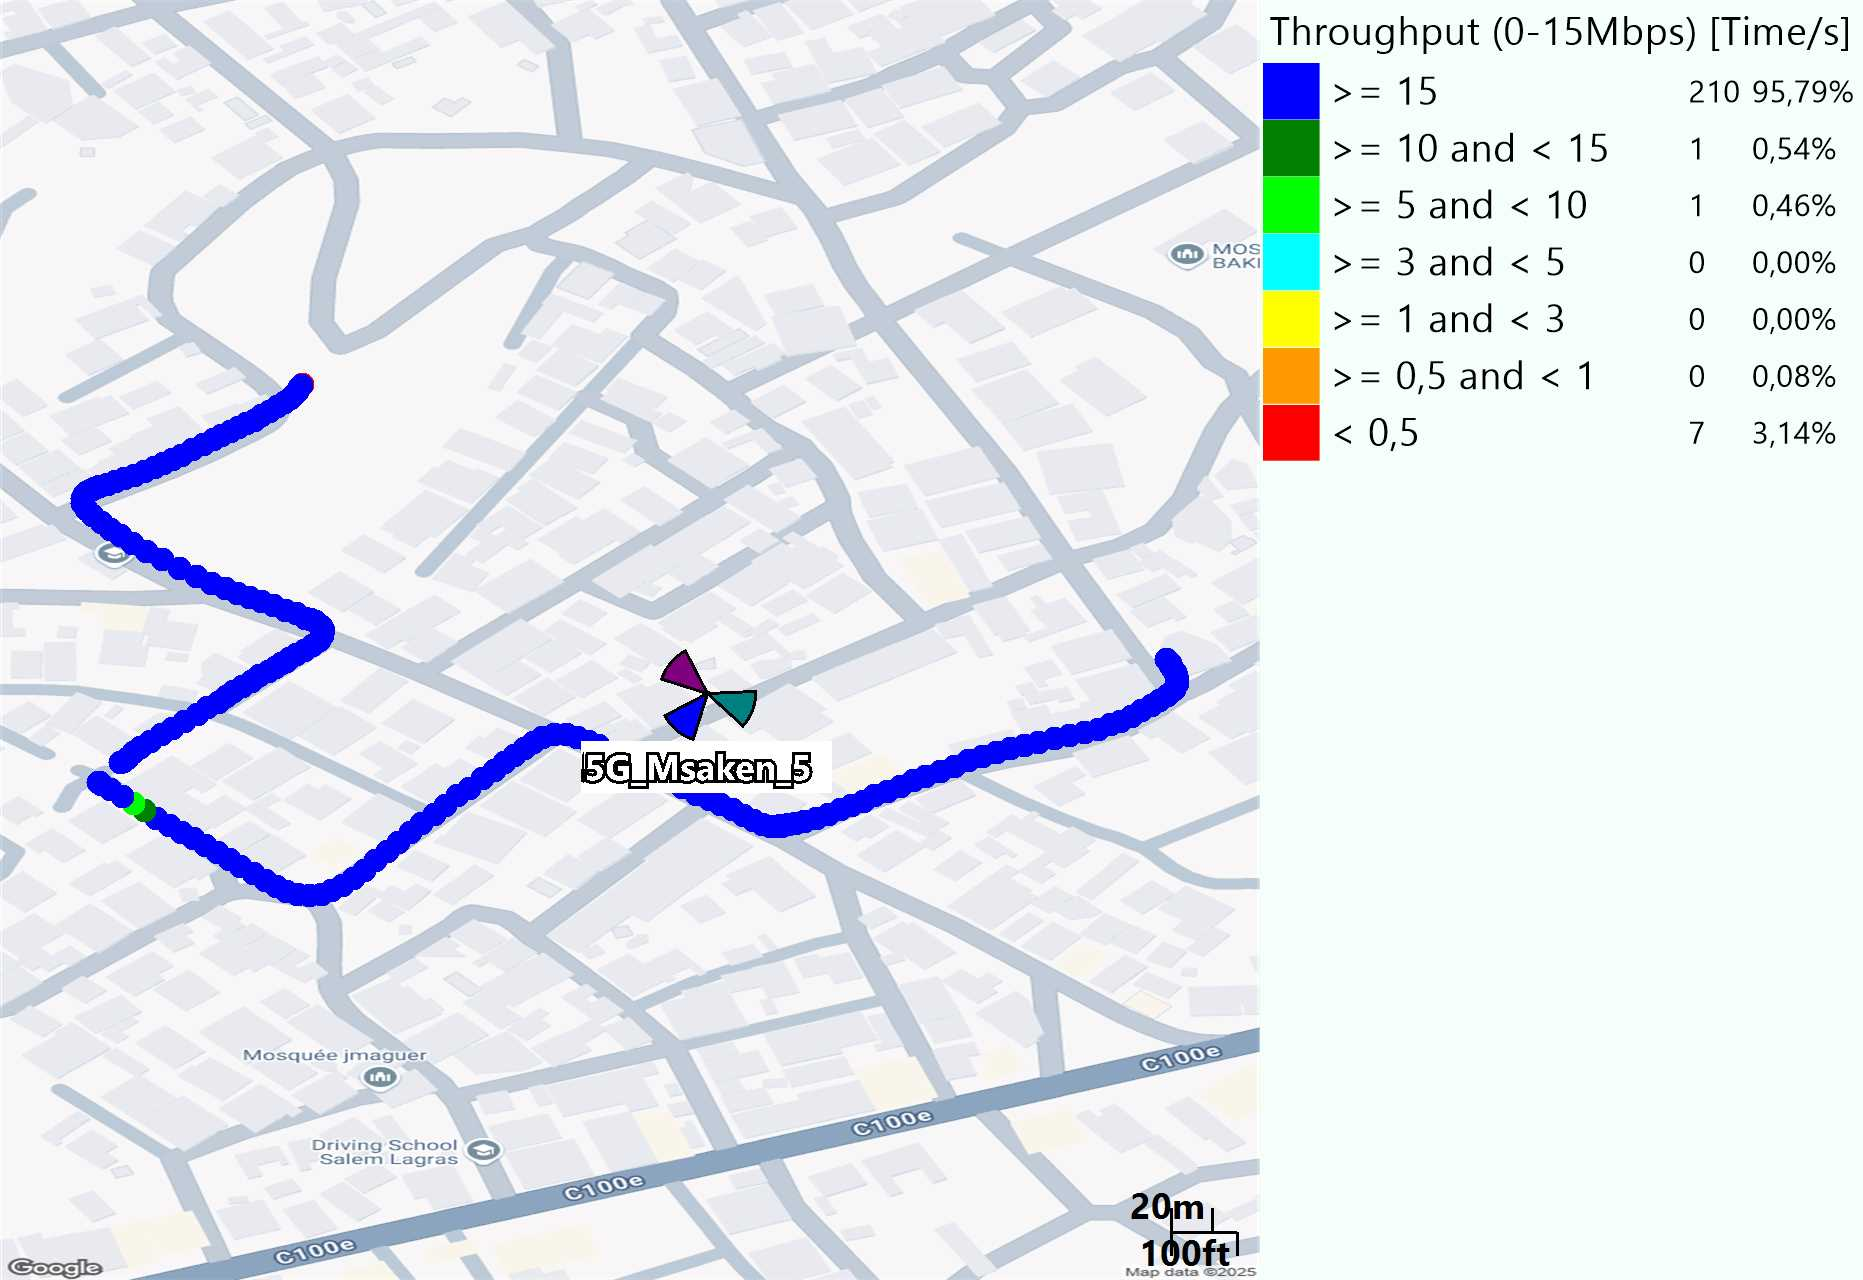 Throughput (0-15Mbps) [Time/s]
>= 15 210 95,79%
>= 10 and < 15 1 0,54%
>= 5 and < 10 1 0,46%
>= 3 and < 5 0 0,00%
>= 1 and < 3 0 0,00%
>= 0,5 and < 1 0 0,08%
< 0,5 7 3,14%
MOS
BAKI
5G_Msaken_5
Mosquée jmaguer
Driving School
Salem Lagras
C100e
C100e
C100e
C100e
20m
100ft
Google
Map data ©2025